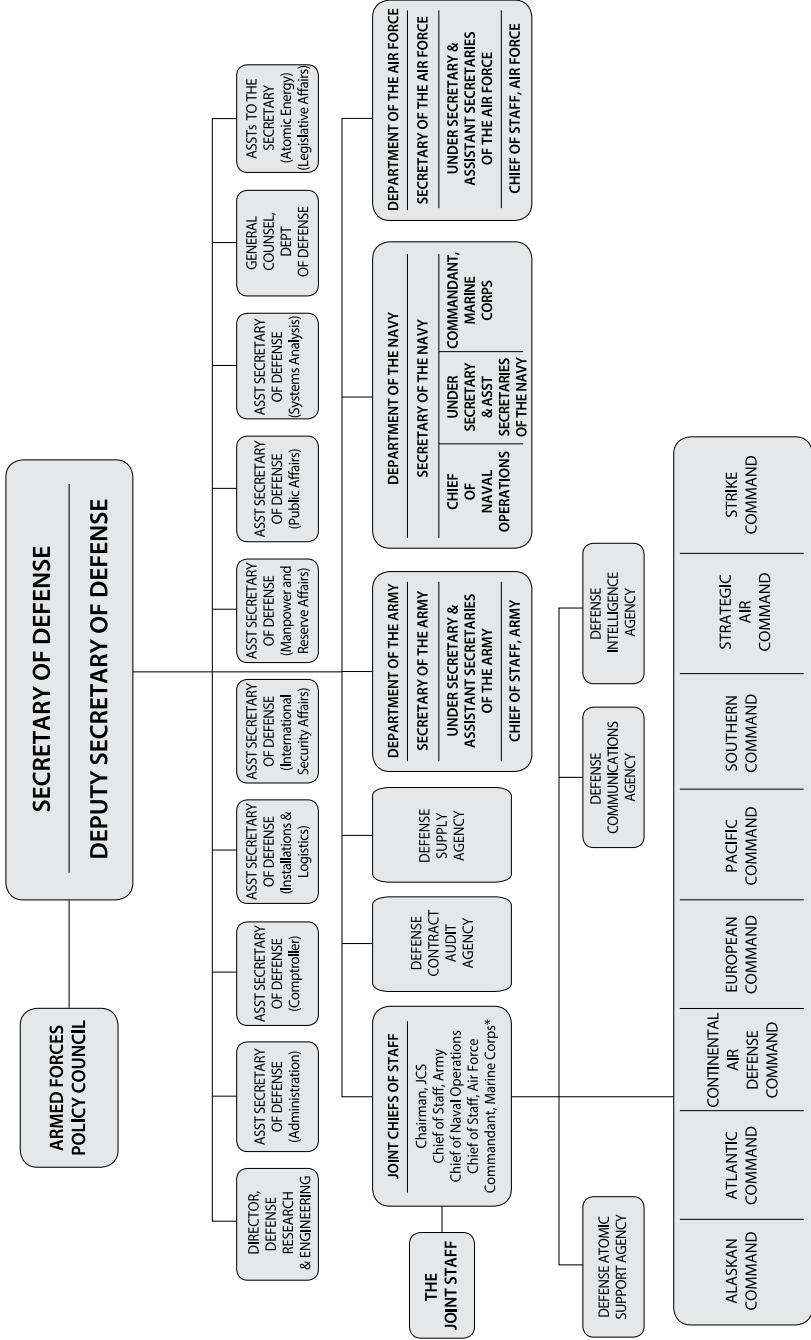 SECRETARY OF DEFENSE
DEPUTY SECRETARY OF DEFENSE
ARMED FORCES
POLICY COUNCIL
DIRECTOR,
DEFENSE
RESEARCH
& ENGINEERING
ASST SECRETARY
OF DEFENSE
(Administration)
ASST SECRETARY
OF DEFENSE
(Comptroller)
ASST SECRETARY
OF DEFENSE
(Installations &
Logistics)
ASST SECRETARY
OF DEFENSE
(International
Security Affairs)
ASST SECRETARY
OF DEFENSE
(Manpower and
Reserve Affairs)
ASST SECRETARY
OF DEFENSE
(Public Affairs)
ASST SECRETARY
OF DEFENSE
(Systems Analysis)
GENERAL
COUNSEL,
DEPT
OF DEFENSE
ASSTs TO THE
SECRETARY
(Atomic Energy)
(Legislative Affairs)
THE
JOINT STAFF
JOINT CHIEFS OF STAFF
Chairman, JCS
Chief of Staff, Army
Chief of Naval Operations
Chief of Staff, Air Force
Commandant, Marine Corps*
DEFENSE
CONTRACT
AUDIT
AGENCY
DEFENSE
SUPPLY
AGENCY
DEPARTMENT OF THE ARMY
SECRETARY OF THE ARMY
UNDER SECRETARY &
ASSISTANT SECRETARIES
OF THE ARMY
CHIEF OF STAFF, ARMY
DEPARTMENT OF THE NAVY
SECRETARY OF THE NAVY
CHIEF
OF
NAVAL
OPERATIONS
UNDER
SECRETARY
& ASST
SECRETARIES
OF THE NAVY
COMMANDANT,
MARINE
CORPS
DEPARTMENT OF THE AIR FORCE
SECRETARY OF THE AIR FORCE
UNDER SECRETARY &
ASSISTANT SECRETARIES
OF THE AIR FORCE
CHIEF OF STAFF, AIR FORCE
DEFENSE ATOMIC
SUPPORT AGENCY
DEFENSE
COMMUNICATIONS
AGENCY
DEFENSE
INTELLIGENCE
AGENCY
ALASKAN
COMMAND
ATLANTIC
COMMAND
CONTINENTAL
AIR
DEFENSE
COMMAND
EUROPEAN
COMMAND
PACIFIC
COMMAND
SOUTHERN
COMMAND
STRATEGIC
AIR
COMMAND
STRIKE
COMMAND